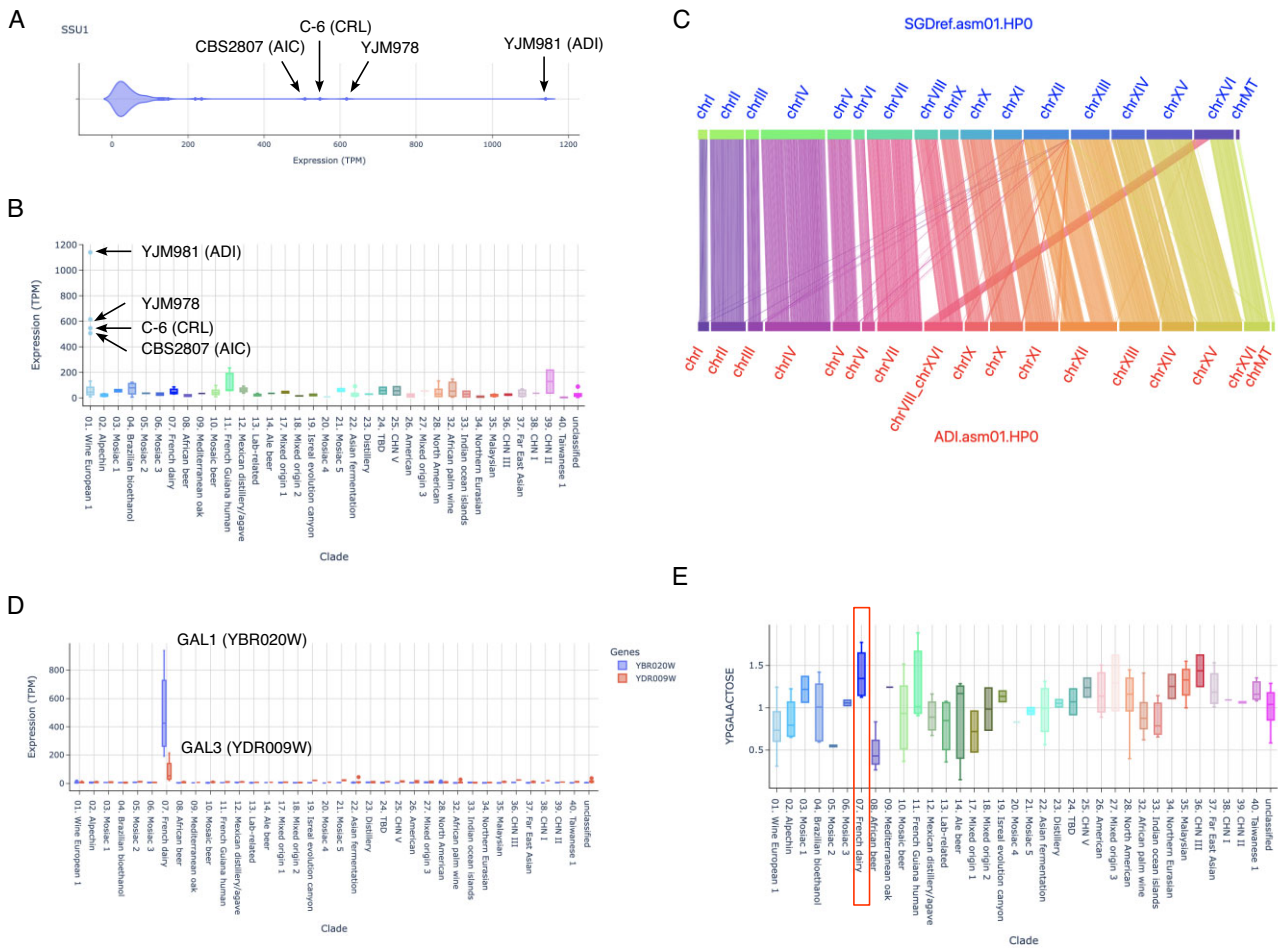 A
SSU1
C-6 (CRL)
CBS2807 (AIC)
YJM978
YJM981 (ADI)
0 200 400 600 800 1000 1200
Expression (TPM)
B
Expression (TPM)
1200
1000
800
600
400
200
0
YJM981 (ADI)
YJM978
C-6 (CRL)
CBS2807 (AIC)
01. Wine European 1
02. Alpechin
03. Mosiac 1
04. Brazilian bioethanol
05. Mosiac 2
06. Mosiac 3
07. French dairy
08. African beer
09. Mediterranean oak
10. Mosaic beer
11. French Guiana human
12. Mexican distillery/agave
13. Lab-related
14. Ale beer
17. Mixed origin 1
18. Mixed origin 2
19. Isreal evolution canyon
20. Mosiac 4
21. Mosiac 5
22. Asian fermentation
23. Distillery
24. TBD
25. CHN V
26. American
27. Mixed origin 3
28. North American
32. African palm wine
33. Indian ocean islands
34. Northern Eurasian
35. Malaysian
36. CHN III
37. Far East Asian
38. CHN I
39. CHN II
40. Taiwanese 1
unclassified
Clade
C
SGDref.asm01.HP0
chrI
chrII
chrIII
chrIV
chrV
chrVI
chrVII
chrVIII
chrIX
chrX
chrXI
chrXII
chrXIII
chrXIV
chrXV
chrXVI
chrMT
chrI
chrII
chrIII
chrIV
chrV
chrVI
chrVII
chrVIII_chrXVI
chrIX
chrX
chrXI
chrXII
chrXIII
chrXIV
chrXV
chrXVI
chrMT
ADI.asm01.HP0
D
Expression (TPM)
800
600
400
200
0
GAL1 (YBR020W)
GAL3 (YDR009W)
Genes
YBR020W
YDR009W
01. Wine European 1
02. Alpechin
03. Mosiac 1
04. Brazilian bioethanol
05. Mosiac 2
06. Mosiac 3
07. French dairy
08. African beer
09. Mediterranean oak
10. Mosaic beer
11. French Guiana human
12. Mexican distillery/agave
13. Lab-related
14. Ale beer
17. Mixed origin 1
18. Mixed origin 2
19. Isreal evolution canyon
20. Mosiac 4
21. Mosiac 5
22. Asian fermentation
23. Distillery
24. TBD
25. CHN V
26. American
27. Mixed origin 3
28. North American
32. African palm wine
33. Indian ocean islands
34. Northern Eurasian
35. Malaysian
36. CHN III
37. Far East Asian
38. CHN I
39. CHN II
40. Taiwanese 1
unclassified
Clade
E
YPGALACTOSE
1.5
1
0.5
01. Wine European 1
02. Alpechin
03. Mosiac 1
04. Brazilian bioethanol
05. Mosiac 2
06. Mosiac 3
07. French dairy
08. African beer
09. Mediterranean oak
10. Mosaic beer
11. French Guiana human
12. Mexican distillery/agave
13. Lab-related
14. Ale beer
17. Mixed origin 1
18. Mixed origin 2
19. Isreal evolution canyon
20. Mosiac 4
21. Mosiac 5
22. Asian fermentation
23. Distillery
24. TBD
25. CHN V
26. American
27. Mixed origin 3
28. North American
32. African palm wine
33. Indian ocean islands
34. Northern Eurasian
35. Malaysian
36. CHN III
37. Far East Asian
38. CHN I
39. CHN II
40. Taiwanese 1
unclassified
Clade